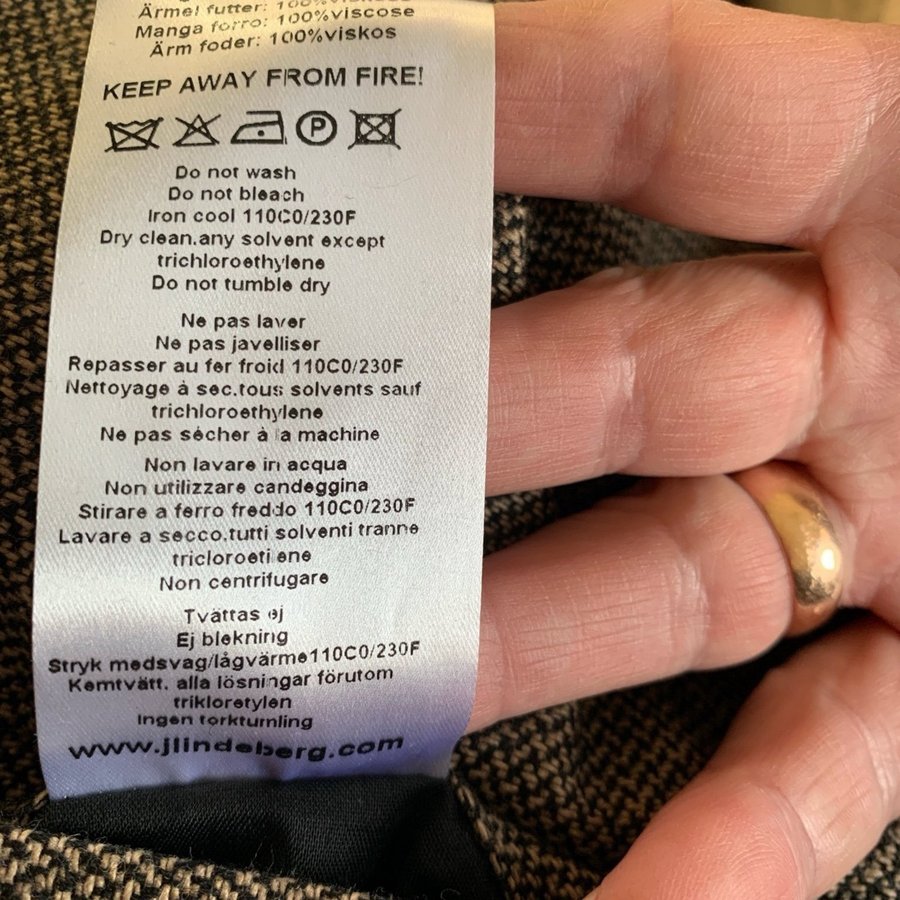 Ärmel futter: 100%viskose
Manga forro: 100%viscose
Ärm foder: 100%viskos
KEEP AWAY FROM FIRE!
P
Do not wash
Do not bleach
Iron cool 110C0/230F
Dry clean.any solvent except
trichloroethylene
Do not tumble dry
Ne pas laver
Ne pas javelliser
Repasser au fer froid 110C0/230F
Nettoyage à sec.tous solvents sauf
trichloroethylene
Ne pas sécher à la machine
Non lavare in acqua
Non utilizzare candeggina
Stirare a ferro freddo 110C0/230F
Lavare a secco.tutti solventi tranne
tricloroetilene
Non centrifugare
Tvättas ej
Ej blekning
Stryk medsvag/lågvärme110C0/230F
Kemtvätt. alla lösningar förutom
trikloretylen
Ingen torktumling
www.jlindeberg.com